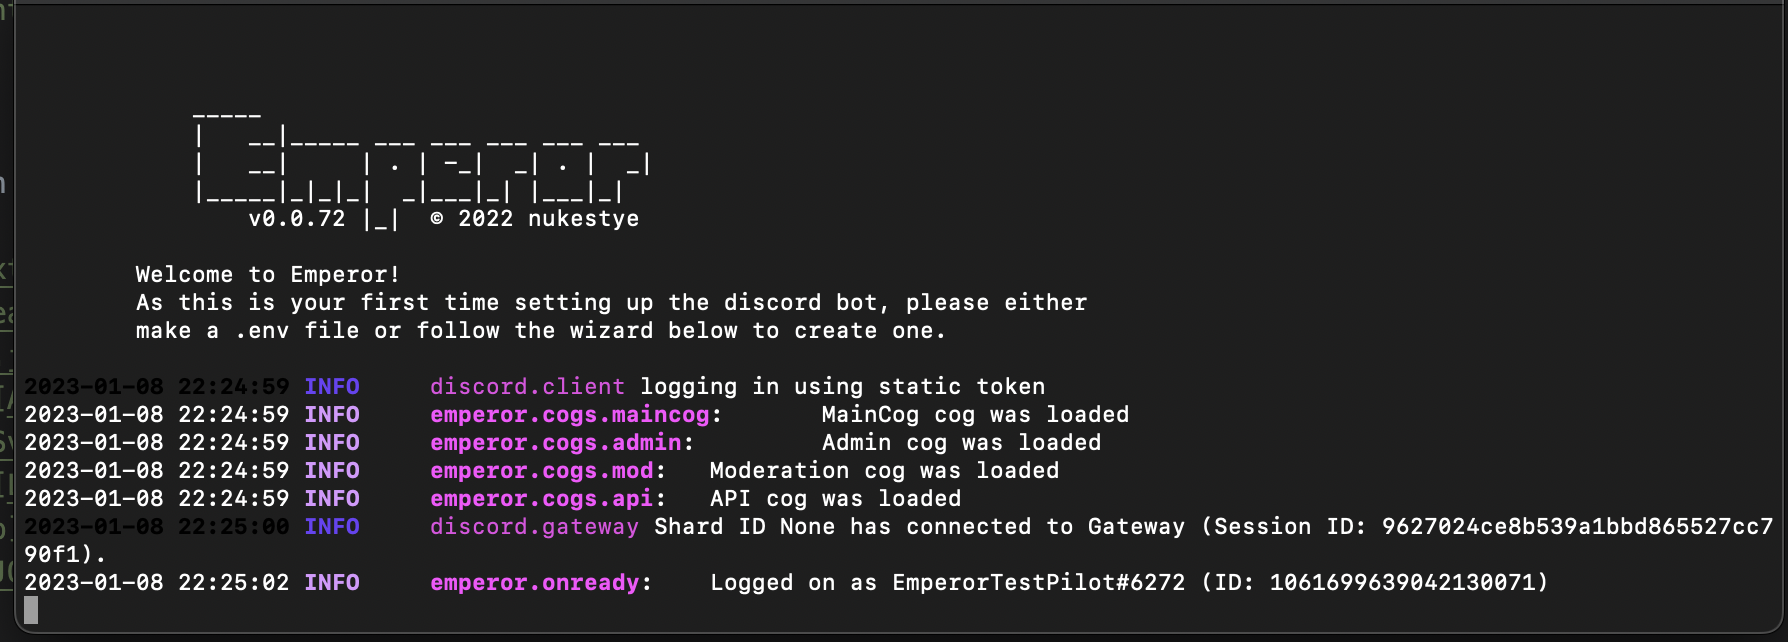 Emperor
v0.0.72 © 2022 nukestye
Welcome to Emperor!
As this is your first time setting up the discord bot, please either
make a .env file or follow the wizard below to create one.
2023-01-08 22:24:59 INFO discord.client logging in using static token
2023-01-08 22:24:59 INFO emperor.cogs.maincog: MainCog cog was loaded
2023-01-08 22:24:59 INFO emperor.cogs.admin: Admin cog was loaded
2023-01-08 22:24:59 INFO emperor.cogs.mod: Moderation cog was loaded
2023-01-08 22:24:59 INFO emperor.cogs.api: API cog was loaded
2023-01-08 22:25:00 INFO discord.gateway Shard ID None has connected to Gateway (Session ID: 9627024ce8b539a1bbd865527cc7
90f1).
2023-01-08 22:25:02 INFO emperor.onready: Logged on as EmperorTestPilot#6272 (ID: 1061699639042130071)